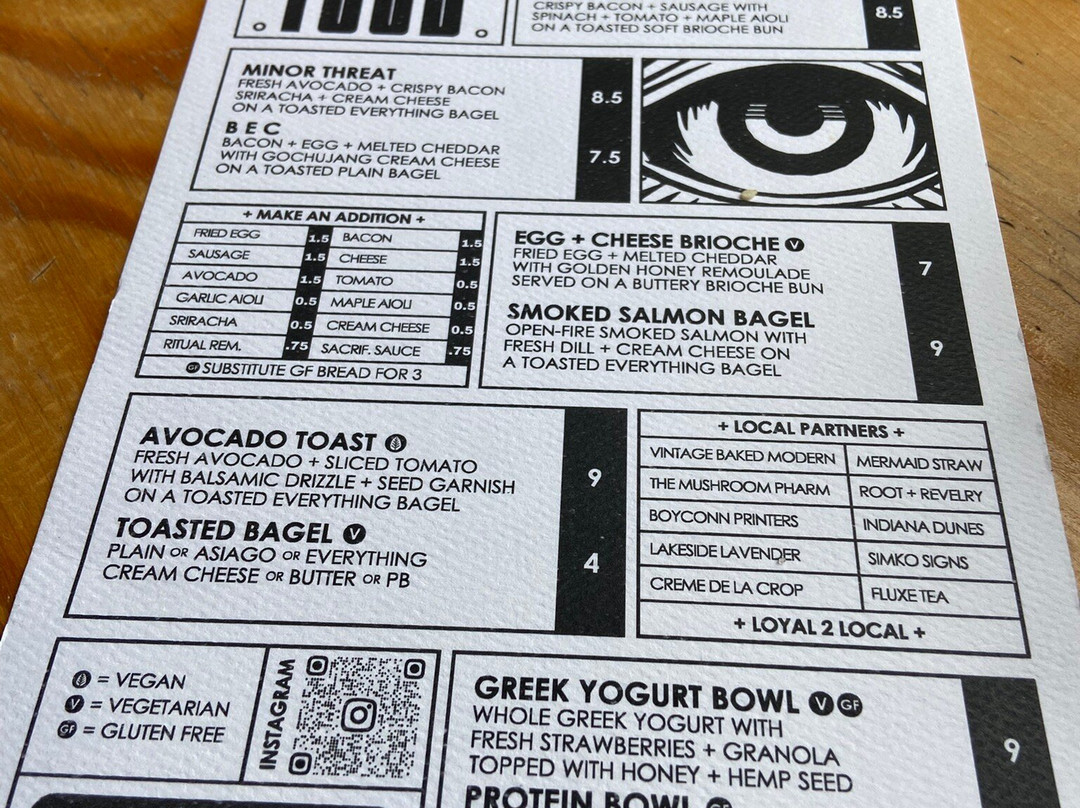 FOOD
CRISPY BACON + SAUSAGE WITH
SPINACH + TOMATO + MAPLE AIOLI
ON A TOASTED SOFT BRIOCHE BUN
8.5
MINOR THREAT
FRESH AVOCADO + CRISPY BACON
SRIRACHA + CREAM CHEESE
ON A TOASTED EVERYTHING BAGEL
8.5
B E C
BACON + EGG + MELTED CHEDDAR
WITH GOCHUJANG CREAM CHEESE
ON A TOASTED PLAIN BAGEL
7.5
+ MAKE AN ADDITION +
FRIED EGG 1.5 BACON 1.5
SAUSAGE 1.5 CHEESE 1.5
AVOCADO 1.5 TOMATO 0.5
GARLIC AIOLI 0.5 MAPLE AIOLI 0.5
SRIRACHA 0.5 CREAM CHEESE 0.5
RITUAL REM. .75 SACRIF. SAUCE .75
GF SUBSTITUTE GF BREAD FOR 3
EGG + CHEESE BRIOCHE V
FRIED EGG + MELTED CHEDDAR
WITH GOLDEN HONEY REMOULADE
SERVED ON A BUTTERY BRIOCHE BUN
7
SMOKED SALMON BAGEL
OPEN-FIRE SMOKED SALMON WITH
FRESH DILL + CREAM CHEESE ON
A TOASTED EVERYTHING BAGEL
9
AVOCADO TOAST
FRESH AVOCADO + SLICED TOMATO
WITH BALSAMIC DRIZZLE + SEED GARNISH
ON A TOASTED EVERYTHING BAGEL
9
TOASTED BAGEL V
PLAIN OR ASIAGO OR EVERYTHING
CREAM CHEESE OR BUTTER OR PB
4
+ LOCAL PARTNERS +
VINTAGE BAKED MODERN MERMAID STRAW
THE MUSHROOM PHARM ROOT + REVELRY
BOYCONN PRINTERS INDIANA DUNES
LAKESIDE LAVENDER SIMKO SIGNS
CREME DE LA CROP FLUXE TEA
+ LOYAL 2 LOCAL +
= VEGAN
V = VEGETARIAN
GF = GLUTEN FREE
INSTAGRAM
GREEK YOGURT BOWL V GF
WHOLE GREEK YOGURT WITH
FRESH STRAWBERRIES + GRANOLA
TOPPED WITH HONEY + HEMP SEED
9
PROTEIN BOWL GF